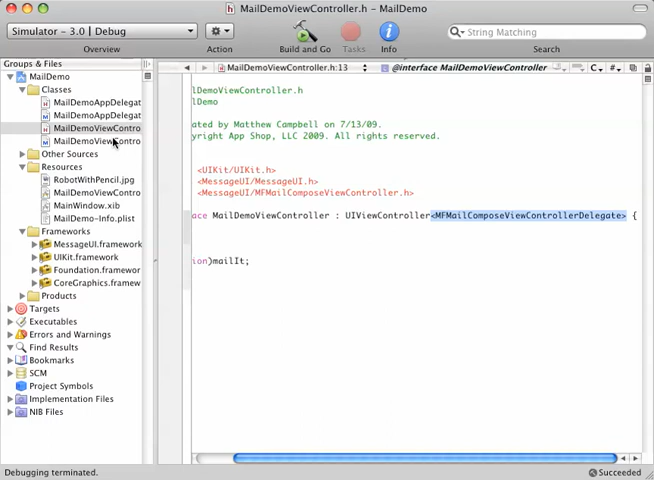 MailDemoViewController.h – MailDemo
Simulator - 3.0 | Debug
String Matching
Overview
Action
Build and Go
Tasks
Info
Search
Groups & Files
MailDemoViewController.h:13
@interface MailDemoViewController
C
#
MailDemo
Classes
MailDemoAppDelegat
MailDemoAppDelegat
MailDemoViewContro
MailDemoViewContro
Other Sources
Resources
RobotWithPencil.jpg
MailDemoViewContro
MainWindow.xib
MailDemo-Info.plist
Frameworks
MessageUI.framework
UIKit.framework
Foundation.framewor
CoreGraphics.framew
Products
Targets
Executables
Errors and Warnings
Find Results
Bookmarks
SCM
Project Symbols
Implementation Files
NIB Files
lDemoViewController.h
lDemo
ated by Matthew Campbell on 7/13/09.
yright App Shop, LLC 2009. All rights reserved.
<UIKit/UIKit.h>
<MessageUI/MessageUI.h>
<MessageUI/MFMailComposeViewController.h>
ace MailDemoViewController : UIViewController<MFMailComposeViewControllerDelegate> {
ion)mailIt;
Debugging terminated.
Succeeded